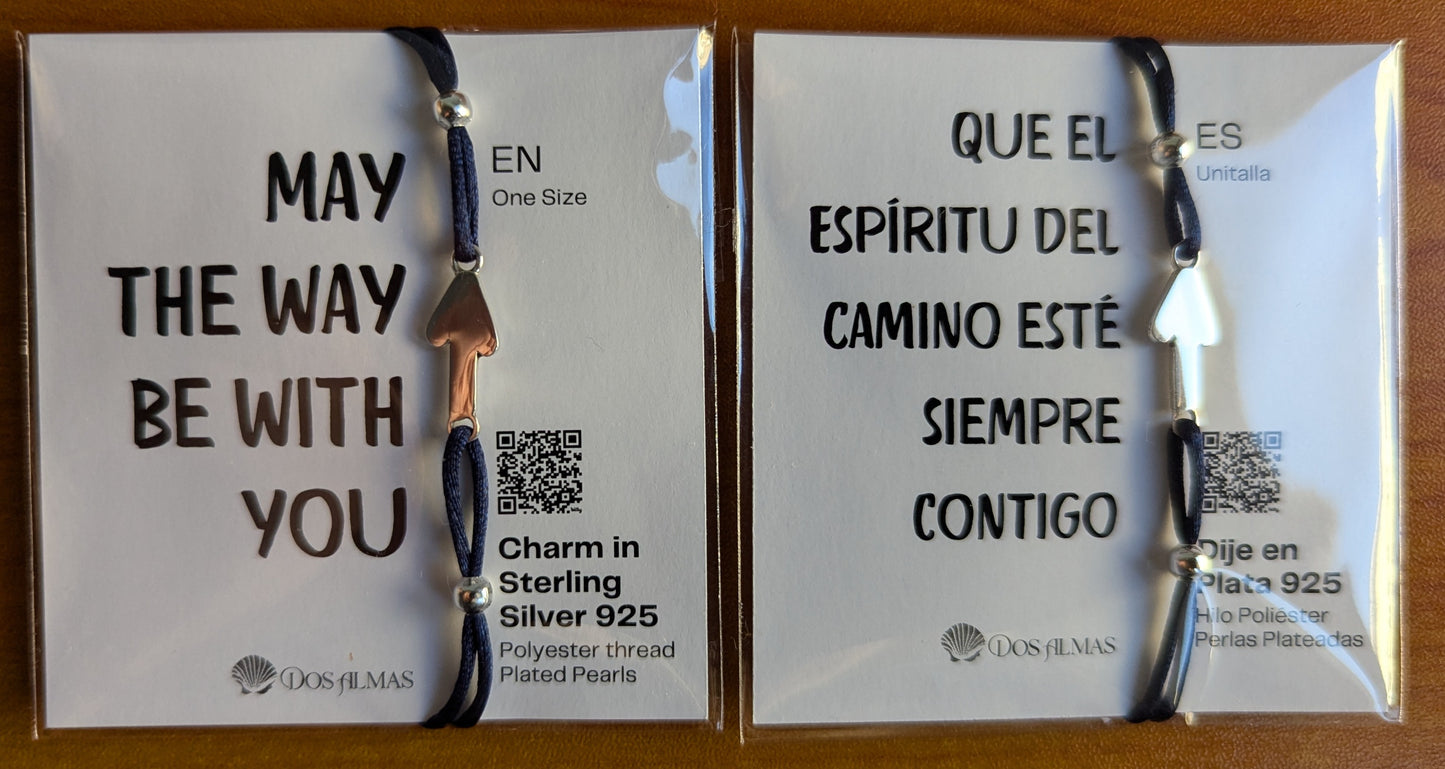 MAY
THE WAY
BE WITH
YOU
EN
One Size
Charm in
Sterling
Silver 925
Polyester thread
Plated Pearls
DOS ALMAS
QUE EL
ESPÍRITU DEL
CAMINO ESTÉ
SIEMPRE
CONTIGO
ES
Unitalla
Dije en
Plata 925
Hilo Poliéster
Perlas Plateadas
DOS ALMAS